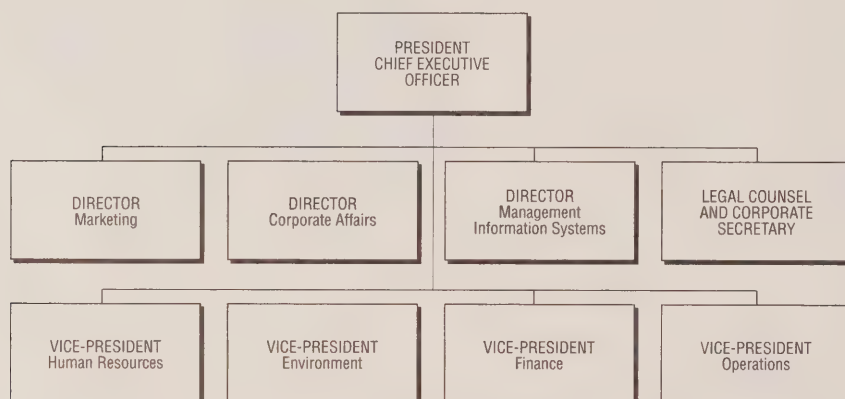 PRESIDENT
CHIEF EXECUTIVE
OFFICER
DIRECTOR
Marketing
DIRECTOR
Corporate Affairs
DIRECTOR
Management
Information Systems
LEGAL COUNSEL
AND CORPORATE
SECRETARY
VICE-PRESIDENT
Human Resources
VICE-PRESIDENT
Environment
VICE-PRESIDENT
Finance
VICE-PRESIDENT
Operations